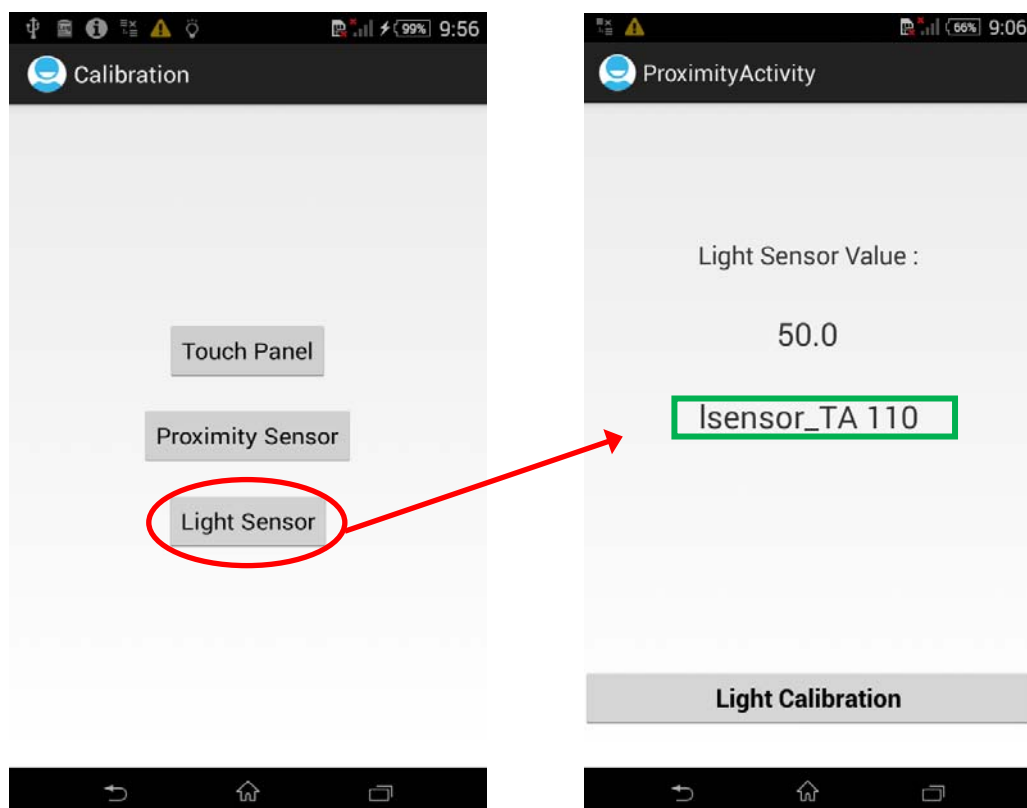 99% 9:56
Calibration
Touch Panel
Proximity Sensor
Light Sensor
66% 9:06
ProximityActivity
Light Sensor Value :
50.0
lsensor_TA 110
Light Calibration